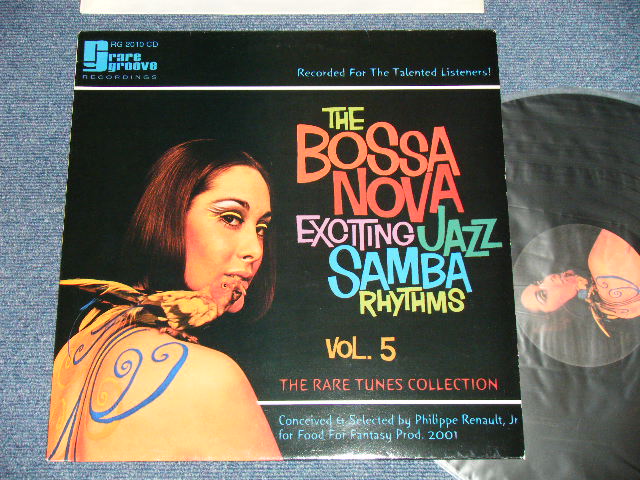 RG 2010 CD
rare
groove
RECORDINGS
Recorded For The Talented Listeners!
THE
BOSSA
NOVA
EXCITING JAZZ
SAMBA
RHYTHMS
VOL. 5
THE RARE TUNES COLLECTION
Conceived & Selected by Philippe Renault, Jr
for Food For Fantasy Prod. 2001